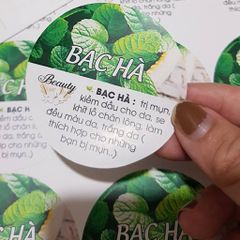 BẠC HÀ
Beauty
BẠC HÀ : trị mụn,
kiềm dầu cho da, se
khít lỗ chân lông, làm
đều màu da, trắng da (
thích hợp cho những
bạn bị mụn,.)
BẠC HÀ
BẠC HÀ